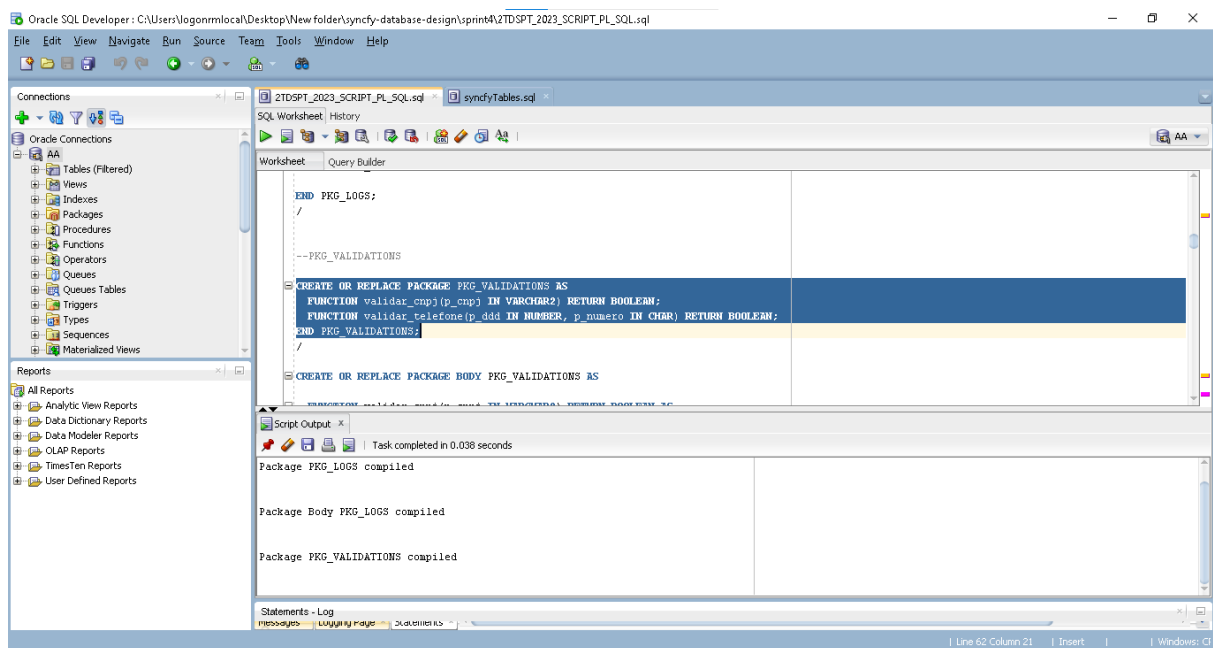 Oracle SQL Developer : C:\Users\logonrmlocal\Desktop\New folder\syncfy-database-design\sprint4\2TDSPT_2023_SCRIPT_PL_SQL.sql
File Edit View Navigate Run Source Team Tools Window Help
Connections
Oracle Connections
AA
Tables (Filtered)
Views
Indexes
Packages
Procedures
Functions
Operators
Queues
Queues Tables
Triggers
Types
Sequences
Materialized Views
Reports
All Reports
Analytic View Reports
Data Dictionary Reports
Data Modeler Reports
OLAP Reports
TimesTen Reports
User Defined Reports
2TDSPT_2023_SCRIPT_PL_SQL.sql syncfyTables.sql
SQL Worksheet History
AA
Worksheet Query Builder
END PKG_LOGS;
/
--PKG_VALIDATIONS
CREATE OR REPLACE PACKAGE PKG_VALIDATIONS AS
FUNCTION validar_cnpj(p_cnpj IN VARCHAR2) RETURN BOOLEAN;
FUNCTION validar_telefone(p_ddd IN NUMBER, p_numero IN CHAR) RETURN BOOLEAN;
END PKG_VALIDATIONS;
/
CREATE OR REPLACE PACKAGE BODY PKG_VALIDATIONS AS
Script Output
Task completed in 0.038 seconds
Package PKG_LOGS compiled
Package Body PKG_LOGS compiled
Package PKG_VALIDATIONS compiled
Statements - Log
Messages Logging Page Statements
Line 62 Column 21 Insert Windows: Cl